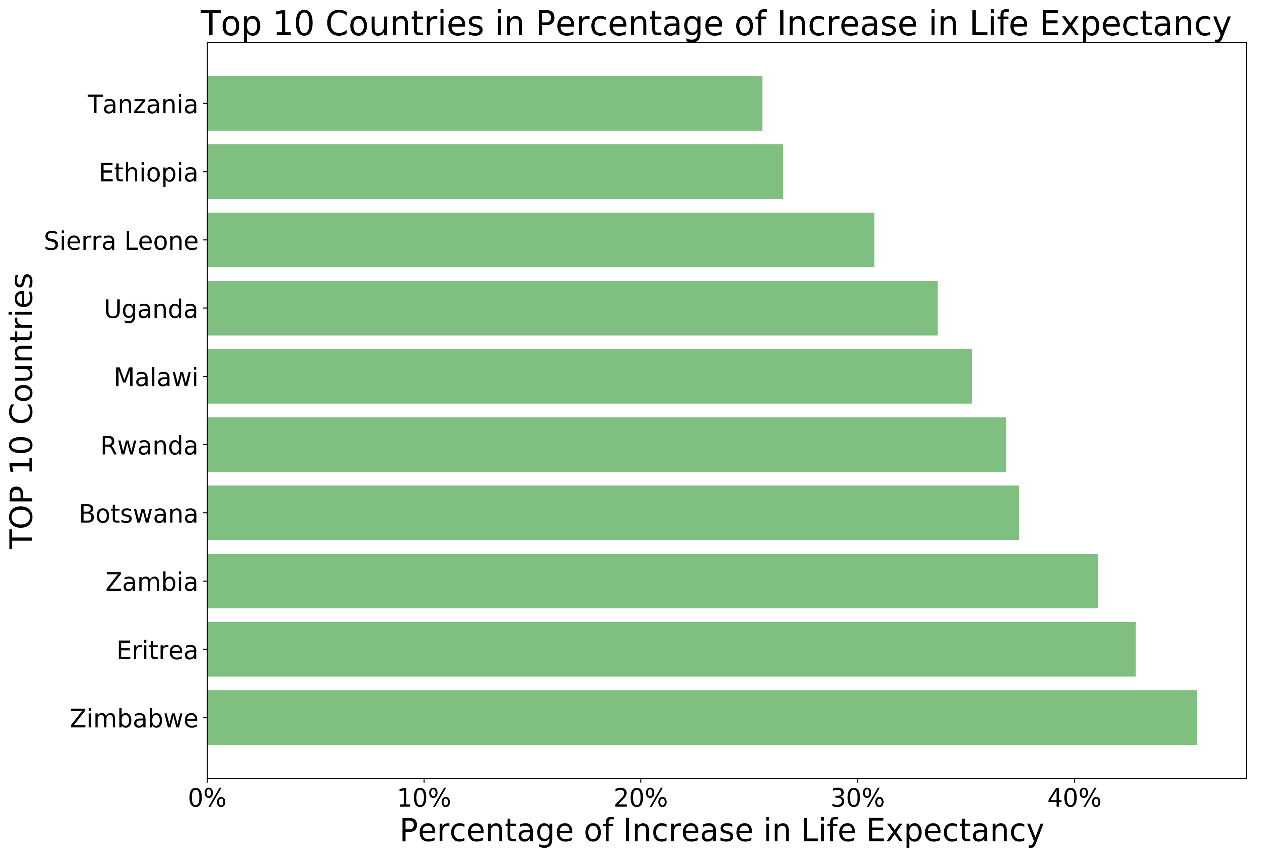 Top 10 Countries in Percentage of Increase in Life Expectancy
TOP 10 Countries
Tanzania
Ethiopia
Sierra Leone
Uganda
Malawi
Rwanda
Botswana
Zambia
Eritrea
Zimbabwe
0% 10% 20% 30% 40%
Percentage of Increase in Life Expectancy